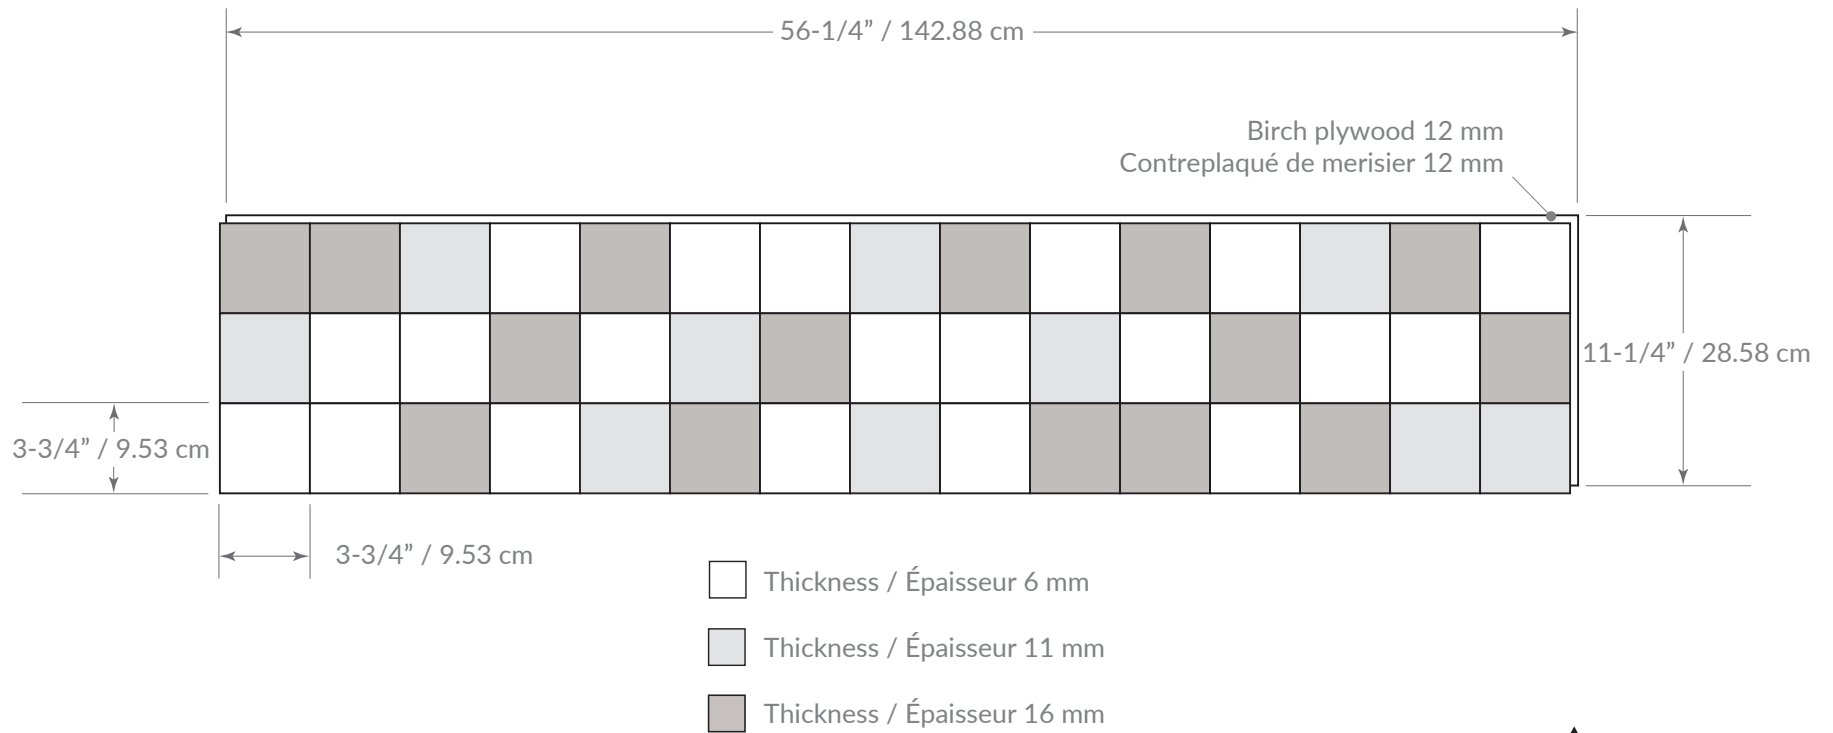 56-1/4” / 142.88 cm
Birch plywood 12 mm
Contreplaqué de merisier 12 mm
11-1/4” / 28.58 cm
3-3/4” / 9.53 cm
3-3/4” / 9.53 cm
Thickness / Épaisseur 6 mm
Thickness / Épaisseur 11 mm
Thickness / Épaisseur 16 mm